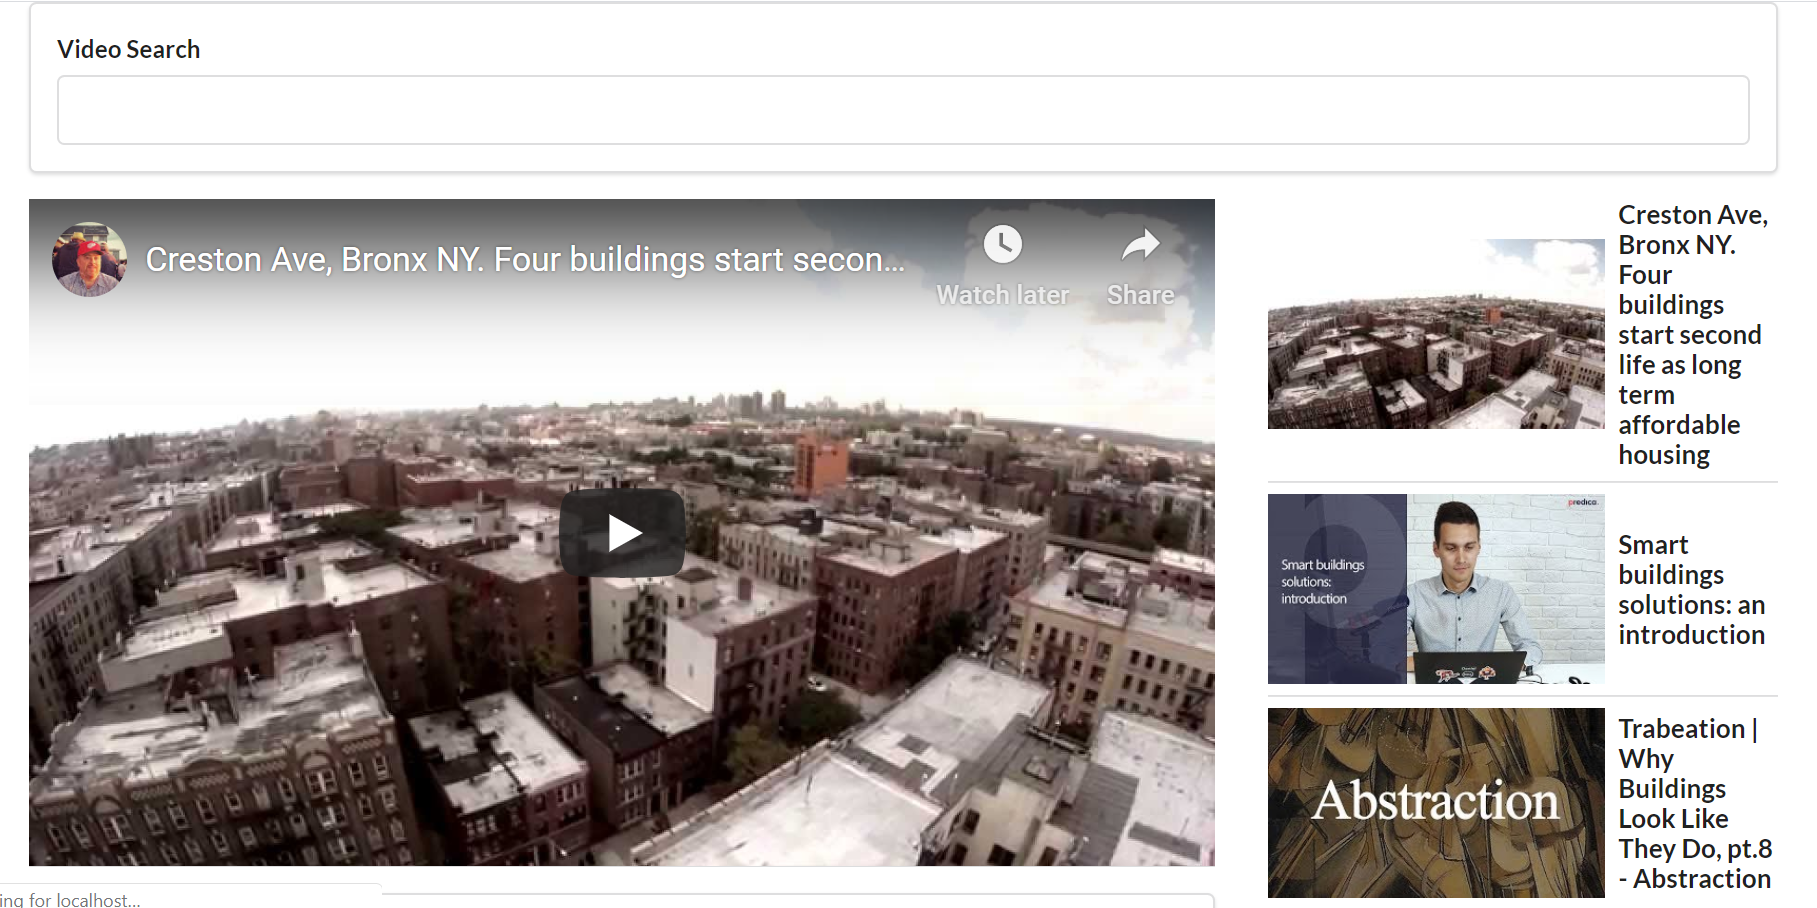 Video Search
Creston Ave, Bronx NY. Four buildings start secon...
Watch later
Share
Creston Ave,
Bronx NY.
Four
buildings
start second
life as long
term
affordable
housing
predica.
Smart buildings
solutions:
introduction
Smart
buildings
solutions: an
introduction
Abstraction
Trabeation |
Why
Buildings
Look Like
They Do, pt.8
- Abstraction
ing for localhost...